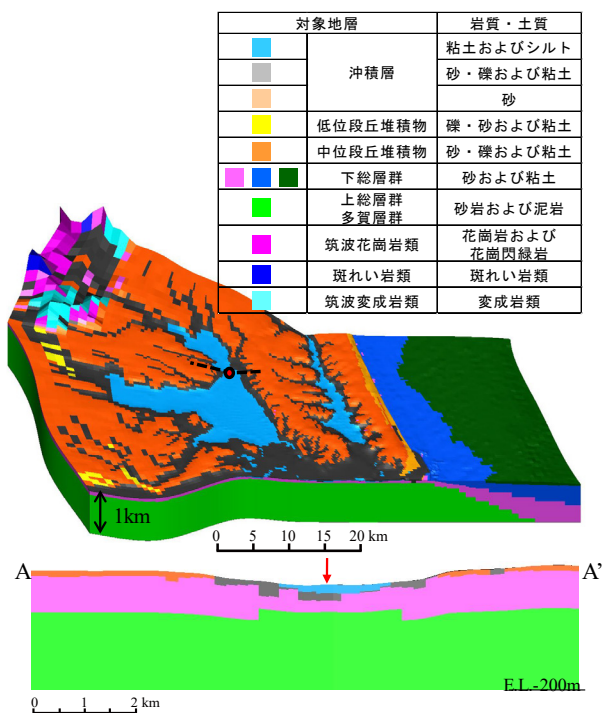 対象地層 岩質・土質
沖積層 粘土およびシルト
砂・礫および粘土
砂
低位段丘堆積物 礫・砂および粘土
中位段丘堆積物 砂・礫および粘土
下総層群 砂および粘土
上総層群
多賀層群
砂岩および泥岩
筑波花崗岩類
花崗岩および
花崗閃緑岩
斑れい岩類 斑れい岩類
筑波変成岩類 変成岩類
1km
0 5 10 15 20 km
A A'
E.L.-200m
0 1 2 km